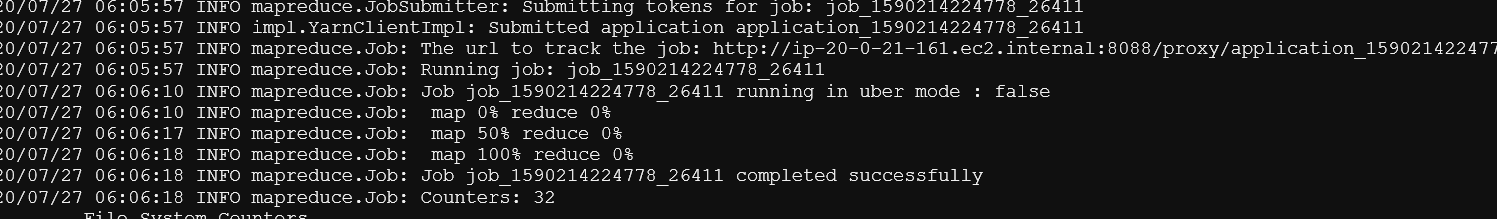 20/07/27 06:05:57 INFO mapreduce.JobSubmitter: Submitting tokens for job: job_1590214224778_26411
20/07/27 06:05:57 INFO impl.YarnClientImpl: Submitted application application_1590214224778_26411
20/07/27 06:05:57 INFO mapreduce.Job: The url to track the job: http://ip-20-0-21-161.ec2.internal:8088/proxy/application_159021422477
20/07/27 06:05:57 INFO mapreduce.Job: Running job: job_1590214224778_26411
20/07/27 06:06:10 INFO mapreduce.Job: Job job_1590214224778_26411 running in uber mode : false
20/07/27 06:06:10 INFO mapreduce.Job:  map 0% reduce 0%
20/07/27 06:06:17 INFO mapreduce.Job:  map 50% reduce 0%
20/07/27 06:06:18 INFO mapreduce.Job:  map 100% reduce 0%
20/07/27 06:06:18 INFO mapreduce.Job: Job job_1590214224778_26411 completed successfully
20/07/27 06:06:18 INFO mapreduce.Job: Counters: 32
File System Counters